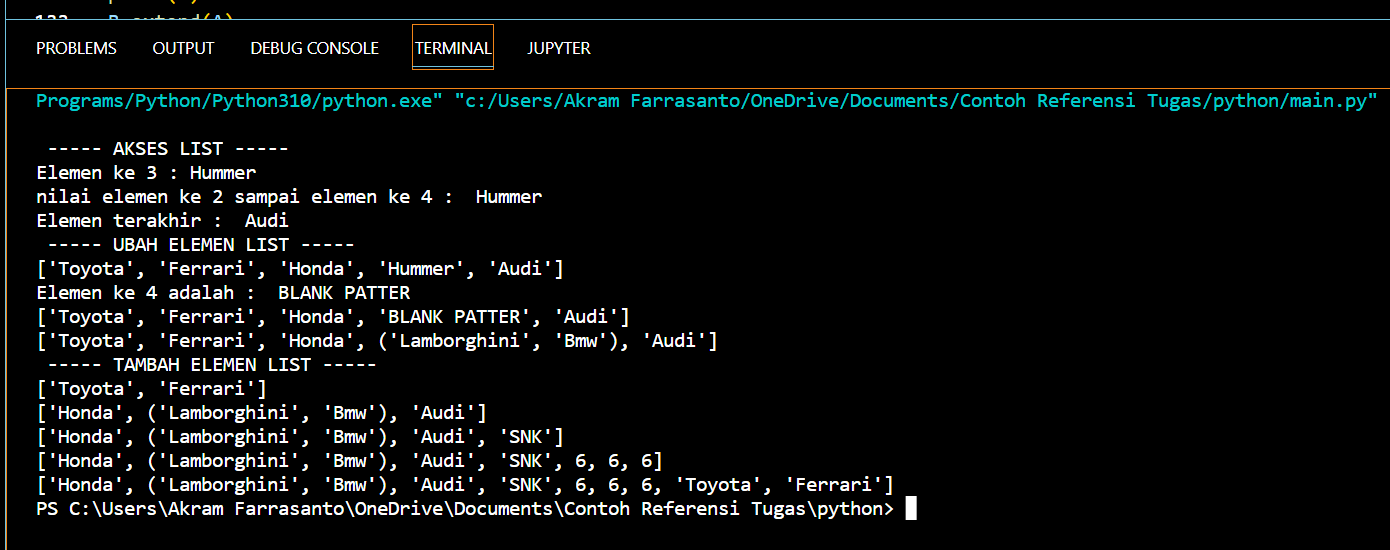 PROBLEMS OUTPUT DEBUG CONSOLE TERMINAL JUPYTER
Programs/Python/Python310/python.exe" "c:/Users/Akram Farrasanto/OneDrive/Documents/Contoh Referensi Tugas/python/main.py"
----- AKSES LIST -----
Elemen ke 3 : Hummer
nilai elemen ke 2 sampai elemen ke 4 :  Hummer
Elemen terakhir :  Audi
----- UBAH ELEMEN LIST -----
['Toyota', 'Ferrari', 'Honda', 'Hummer', 'Audi']
Elemen ke 4 adalah :  BLANK PATTER
['Toyota', 'Ferrari', 'Honda', 'BLANK PATTER', 'Audi']
['Toyota', 'Ferrari', 'Honda', ('Lamborghini', 'Bmw'), 'Audi']
----- TAMBAH ELEMEN LIST -----
['Toyota', 'Ferrari']
['Honda', ('Lamborghini', 'Bmw'), 'Audi']
['Honda', ('Lamborghini', 'Bmw'), 'Audi', 'SNK']
['Honda', ('Lamborghini', 'Bmw'), 'Audi', 'SNK', 6, 6, 6]
['Honda', ('Lamborghini', 'Bmw'), 'Audi', 'SNK', 6, 6, 6, 'Toyota', 'Ferrari']
PS C:\Users\Akram Farrasanto\OneDrive\Documents\Contoh Referensi Tugas\python>